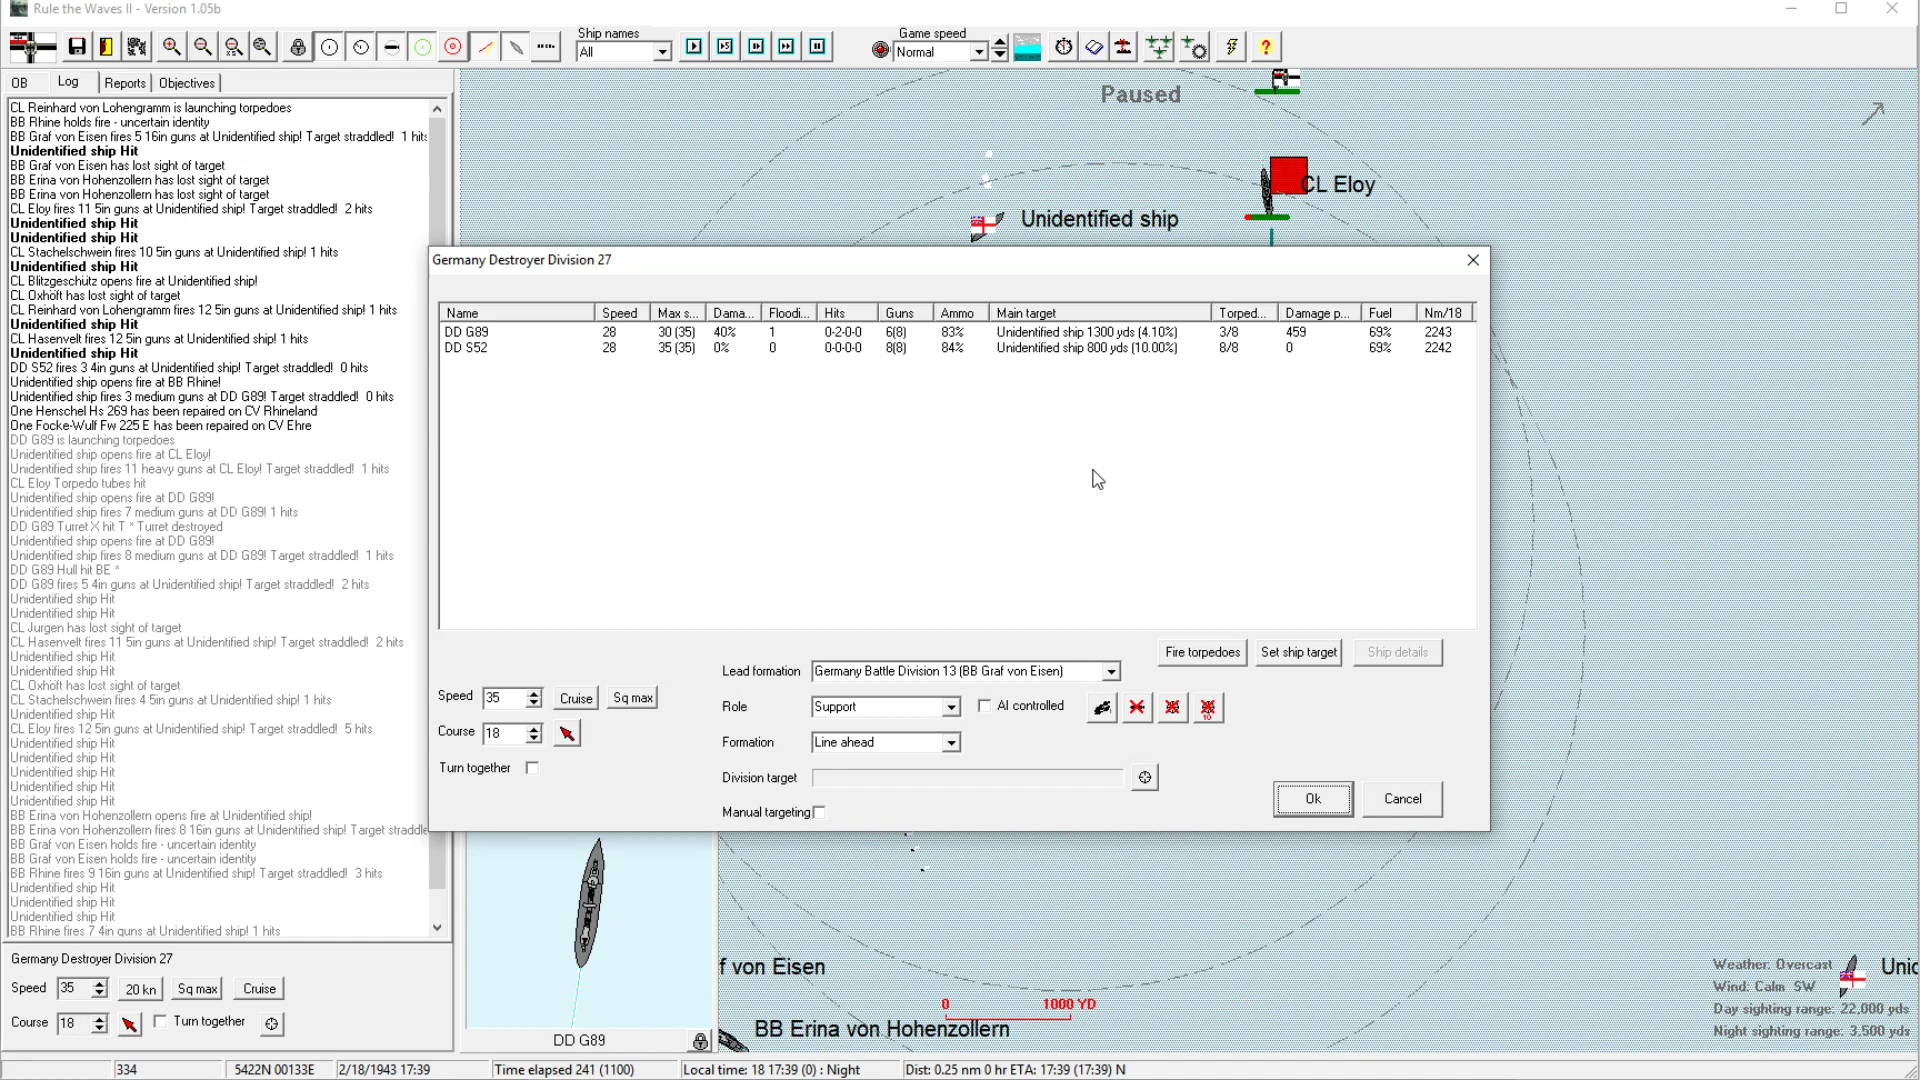 Rule the Waves II - Version 1.05b
Ship names
All
Game speed
Normal
OB Log Reports Objectives
CL Reinhard von Lohengramm is launching torpedoes
BB Rhine holds fire - uncertain identity
BB Graf von Eisen fires 5 16in guns at Unidentified ship! Target straddled! 1 hits
Unidentified ship Hit
BB Graf von Eisen has lost sight of target
BB Erina von Hohenzollern has lost sight of target
BB Erina von Hohenzollern has lost sight of target
CL Eloy fires 11 5in guns at Unidentified ship! Target straddled! 2 hits
Unidentified ship Hit
Unidentified ship Hit
CL Stachelschwein fires 10 5in guns at Unidentified ship! 1 hits
Unidentified ship Hit
CL Blitzgeschütz opens fire at Unidentified ship!
CL Oxhöft has lost sight of target
CL Reinhard von Lohengramm fires 12 5in guns at Unidentified ship! 1 hits
Unidentified ship Hit
CL Hasenvelt fires 12 5in guns at Unidentified ship! 1 hits
Unidentified ship Hit
DD S52 fires 3 4in guns at Unidentified ship! Target straddled! 0 hits
Unidentified ship opens fire at BB Rhine!
Unidentified ship fires 3 medium guns at DD G89! Target straddled! 0 hits
One Henschel Hs 269 has been repaired on CV Rhineland
One Focke-Wulf Fw 225 E has been repaired on CV Ehre
DD G89 is launching torpedoes
Unidentified ship opens fire at CL Eloy!
Unidentified ship fires 11 heavy guns at CL Eloy! Target straddled! 1 hits
CL Eloy Torpedo tubes hit
Unidentified ship opens fire at DD G89!
Unidentified ship fires 7 medium guns at DD G89! 1 hits
DD G89 Turret X hit T * Turret destroyed
Unidentified ship opens fire at DD G89!
Unidentified ship fires 8 medium guns at DD G89! Target straddled! 1 hits
DD G89 Hull hit BE *
DD G89 fires 5 4in guns at Unidentified ship! Target straddled! 2 hits
Unidentified ship Hit
Unidentified ship Hit
CL Jurgen has lost sight of target
CL Hasenvelt fires 11 5in guns at Unidentified ship! Target straddled! 2 hits
Unidentified ship Hit
Unidentified ship Hit
CL Oxhöft has lost sight of target
CL Stachelschwein fires 4 5in guns at Unidentified ship! 1 hits
Unidentified ship Hit
CL Eloy fires 12 5in guns at Unidentified ship! Target straddled! 5 hits
Unidentified ship Hit
Unidentified ship Hit
Unidentified ship Hit
Unidentified ship Hit
Unidentified ship Hit
BB Erina von Hohenzollern opens fire at Unidentified ship!
BB Erina von Hohenzollern fires 8 16in guns at Unidentified ship! Target straddle
BB Graf von Eisen holds fire - uncertain identity
BB Graf von Eisen holds fire - uncertain identity
BB Rhine fires 9 16in guns at Unidentified ship! Target straddled! 3 hits
Unidentified ship Hit
Unidentified ship Hit
Unidentified ship Hit
BB Rhine fires 7 4in guns at Unidentified ship! 1 hits
Germany Destroyer Division 27
Speed 35 20 kn Sq max Cruise
Course 18 Turn together
Paused
CL Eloy
Unidentified ship
Germany Destroyer Division 27
Name Speed Max s... Dama... Floodi... Hits Guns Ammo Main target Torped... Damage p... Fuel Nm/18
DD G89 28 30 (35) 40% 1 0-2-0-0 6(8) 83% Unidentified ship 1300 yds (4.10%) 3/8 459 69% 2243
DD S52 28 35 (35) 0% 0 0-0-0-0 8(8) 84% Unidentified ship 800 yds (10.00%) 8/8 0 69% 2242
Fire torpedoes Set ship target Ship details
Lead formation Germany Battle Division 13 (BB Graf von Eisen)
Speed 35 Cruise Sq max
Role Support AI controlled
10
Course 18
Formation Line ahead
Turn together
Division target
Manual targeting
Ok Cancel
DD G89
f von Eisen
BB Erina von Hohenzollern
0 1000 YD
Unic
Weather: Overcast
Wind: Calm SW
Day sighting range: 22,000 yds
Night sighting range: 3,500 yds
334 5422N 00133E 2/18/1943 17:39 Time elapsed 241 (1100) Local time: 18 17:39 (0) : Night Dist: 0.25 nm 0 hr ETA: 17:39 (17:39) N